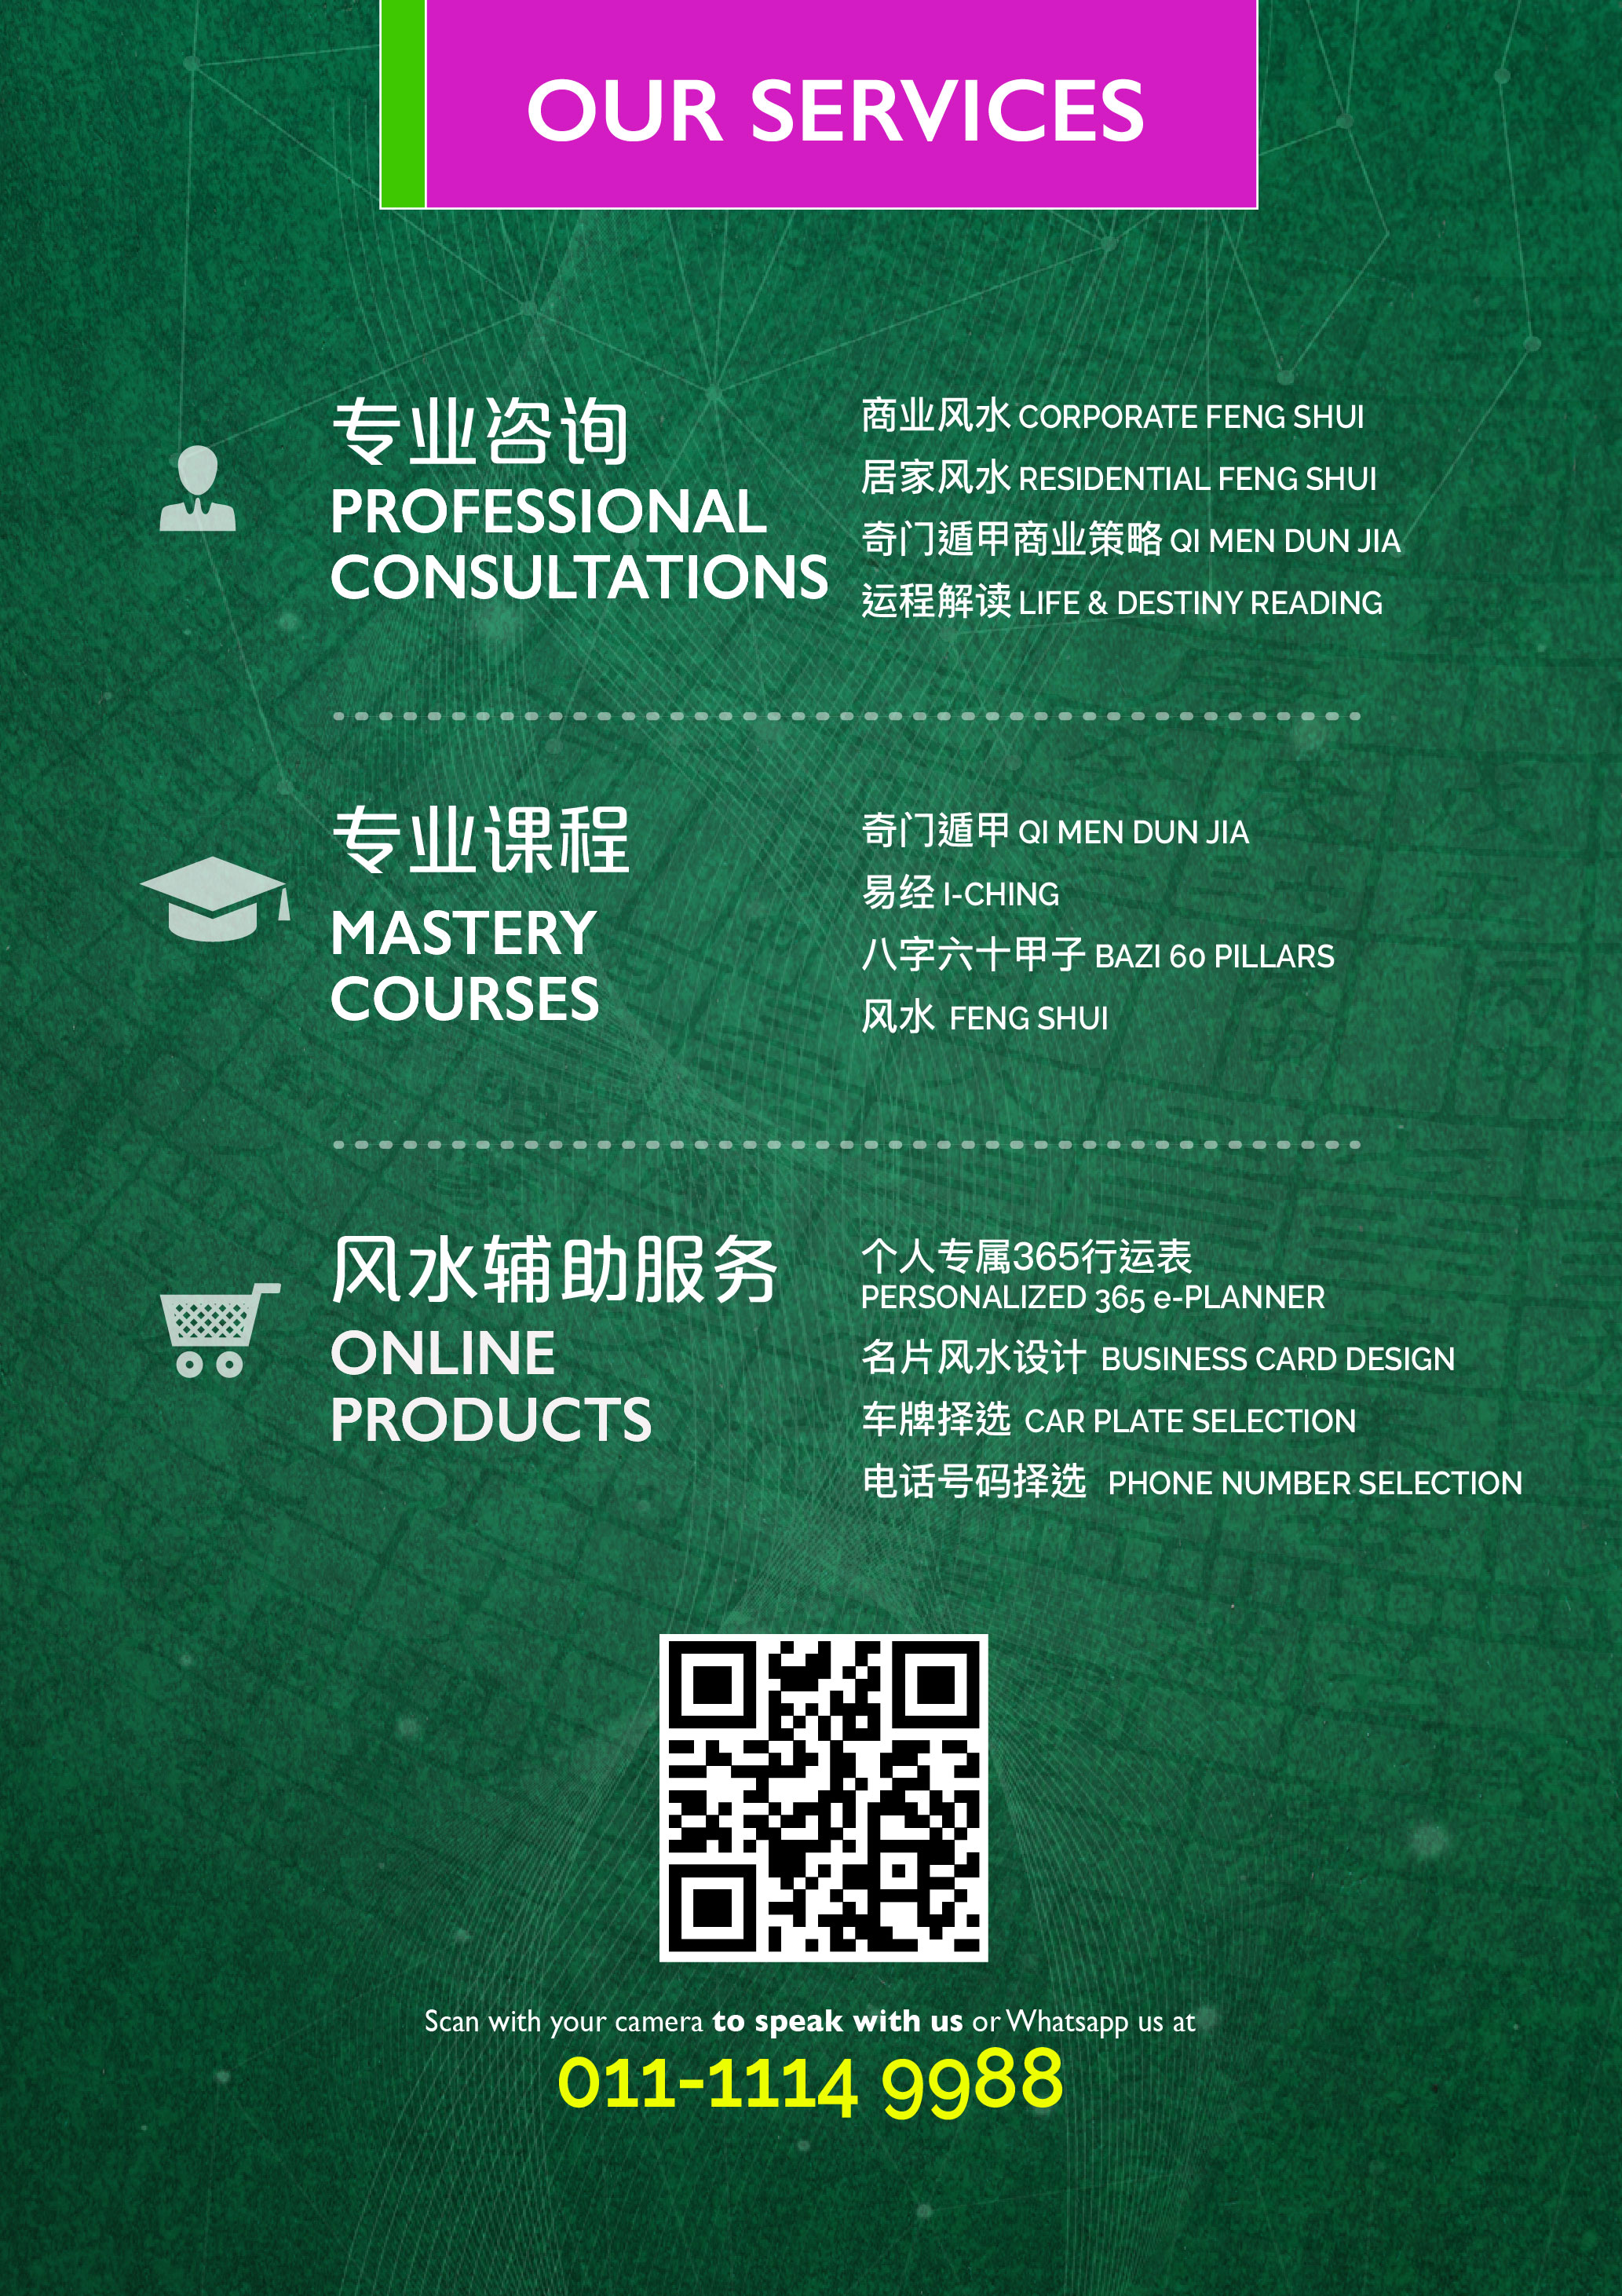 OUR SERVICES
专业咨询
PROFESSIONAL
CONSULTATIONS
商业风水 CORPORATE FENG SHUI
居家风水 RESIDENTIAL FENG SHUI
奇门遁甲商业策略 QI MEN DUN JIA
运程解读 LIFE & DESTINY READING
专业课程
MASTERY
COURSES
奇门遁甲 QI MEN DUN JIA
易经 I-CHING
八字六十甲子 BAZI 60 PILLARS
风水 FENG SHUI
风水辅助服务
ONLINE
PRODUCTS
个人专属365行运表
PERSONALIZED 365 e-PLANNER
名片风水设计 BUSINESS CARD DESIGN
车牌择选 CAR PLATE SELECTION
电话号码择选 PHONE NUMBER SELECTION
Scan with your camera to speak with us or Whatsapp us at
011-1114 9988